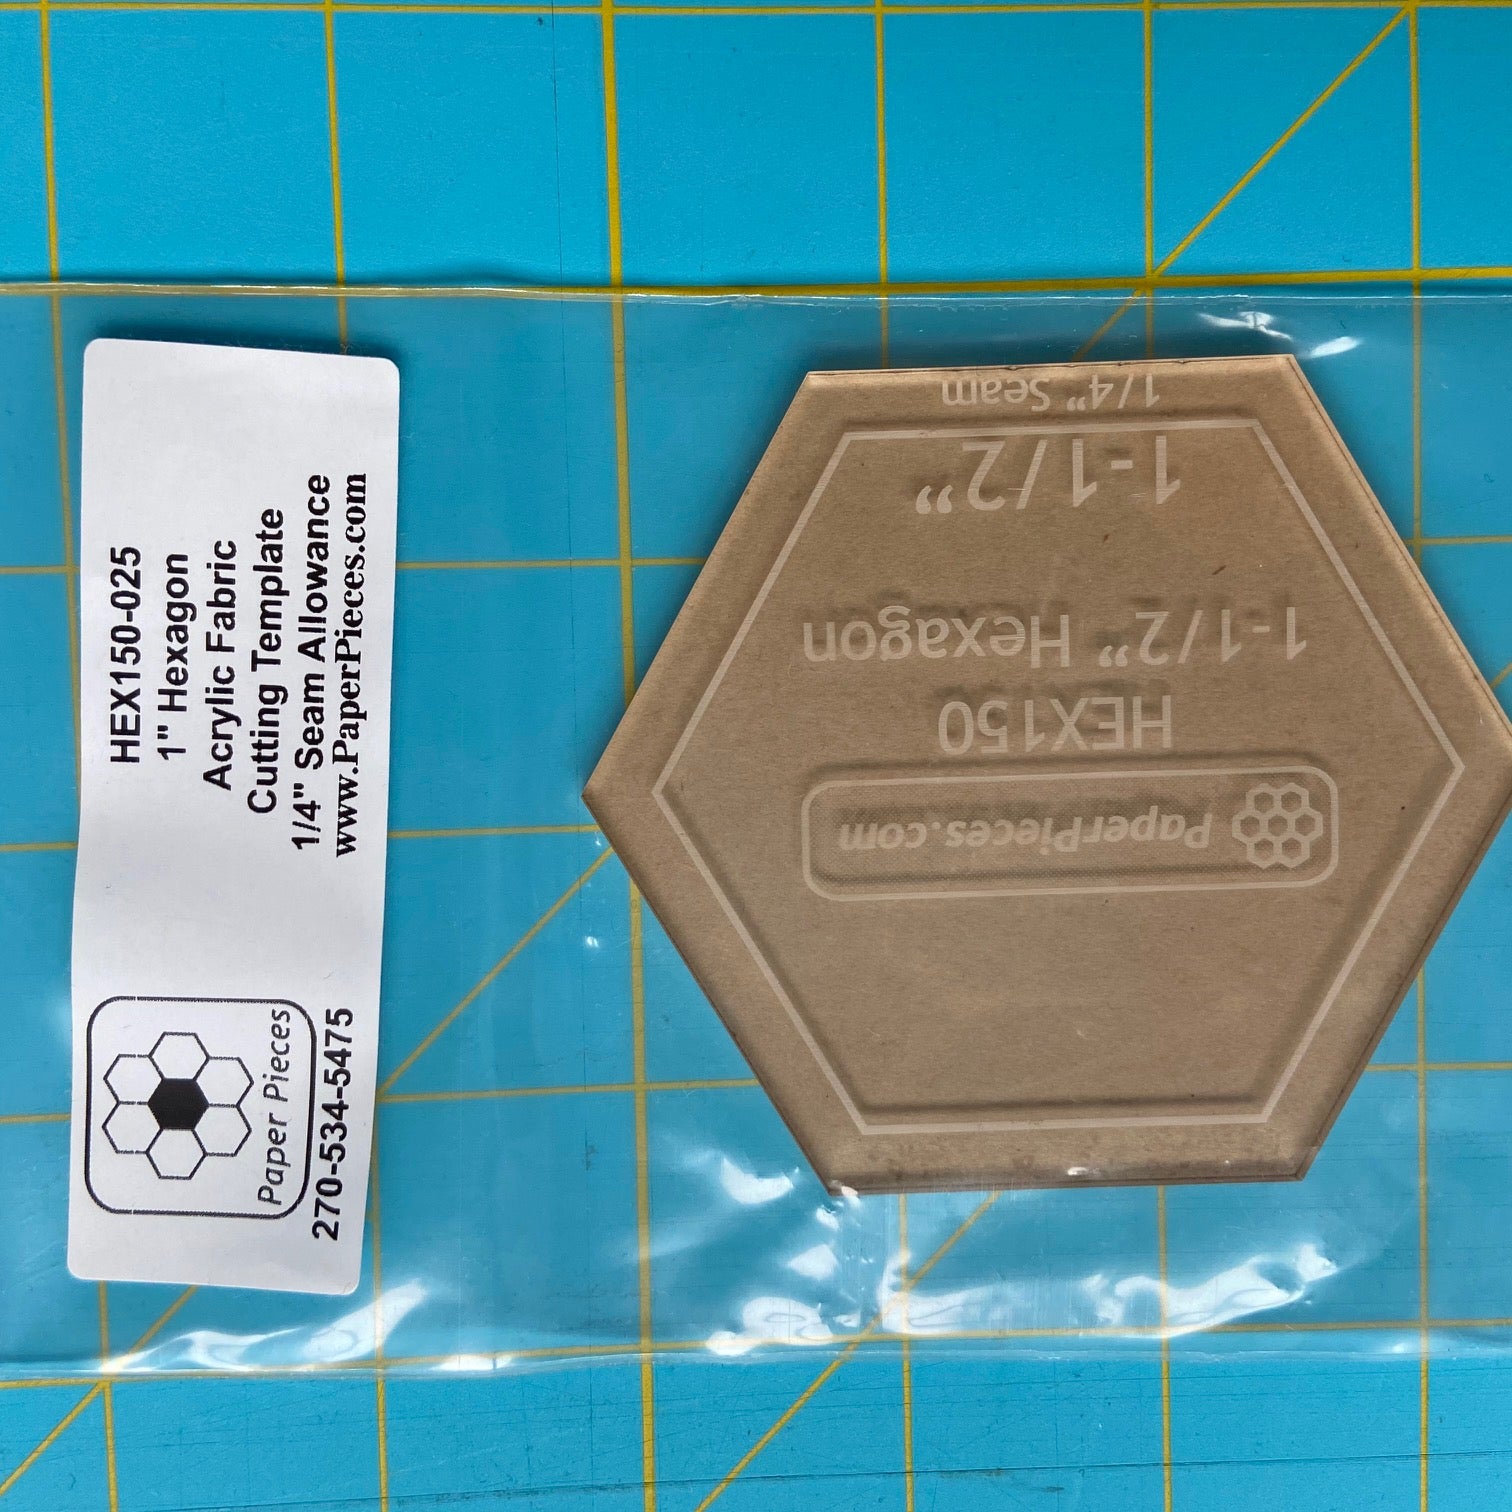 HEX150-025
1" Hexagon
Acrylic Fabric
Cutting Template
1/4" Seam Allowance
www.PaperPieces.com
Paper Pieces
270-534-5475
PaperPieces.com
HEX150
1-1/2” Hexagon
1-1/2”
1/4” Seam